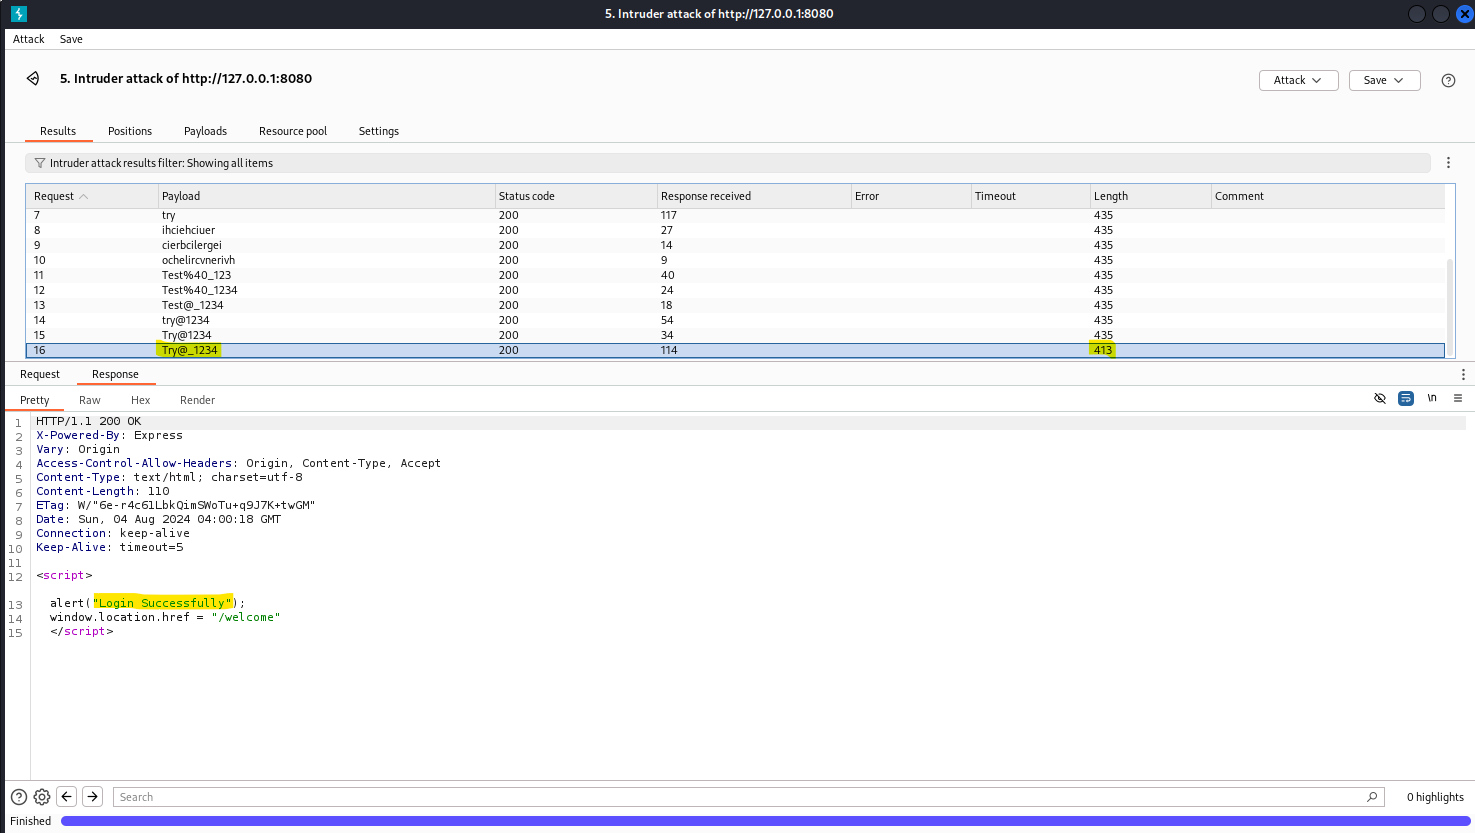 5. Intruder attack of http://127.0.0.1:8080
Attack Save
5. Intruder attack of http://127.0.0.1:8080
Attack Save
Results Positions Payloads Resource pool Settings
Intruder attack results filter: Showing all items
Request Payload Status code Response received Error Timeout Length Comment
7 try 200 117 435
8 ihciehciuer 200 27 435
9 cierbcilergei 200 14 435
10 ochelircvnerivh 200 9 435
11 Test%40_123 200 40 435
12 Test%40_1234 200 24 435
13 Test@_1234 200 18 435
14 try@1234 200 54 435
15 Try@1234 200 34 435
16 Try@_1234 200 114 413
Request Response
Pretty Raw Hex Render \n
1 HTTP/1.1 200 OK
2 X-Powered-By: Express
3 Vary: Origin
4 Access-Control-Allow-Headers: Origin, Content-Type, Accept
5 Content-Type: text/html; charset=utf-8
6 Content-Length: 110
7 ETag: W/"6e-r4c61LbkQimSWoTu+q9J7K+twGM"
8 Date: Sun, 04 Aug 2024 04:00:18 GMT
9 Connection: keep-alive
10 Keep-Alive: timeout=5
11
12 <script>
13 alert("Login Successfully");
14 window.location.href = "/welcome"
15 </script>
Search 0 highlights
Finished